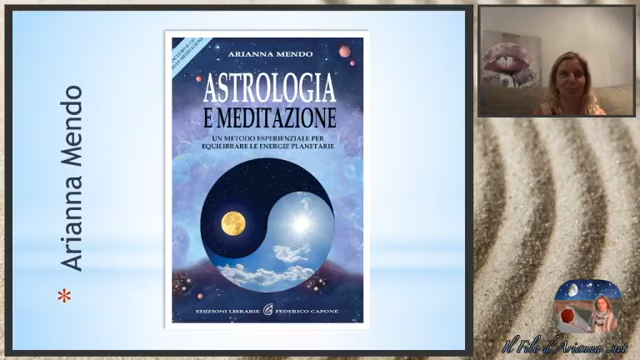 * Arianna Mendo
ARIANNA MENDO
ASTROLOGIA
E MEDITAZIONE
UN METODO ESPERIENZIALE PER
EQUILIBRARE LE ENERGIE PLANETARIE
EDIZIONI LIBRARIE FEDERICO CAPONE
Il Filo d'Arianna .net